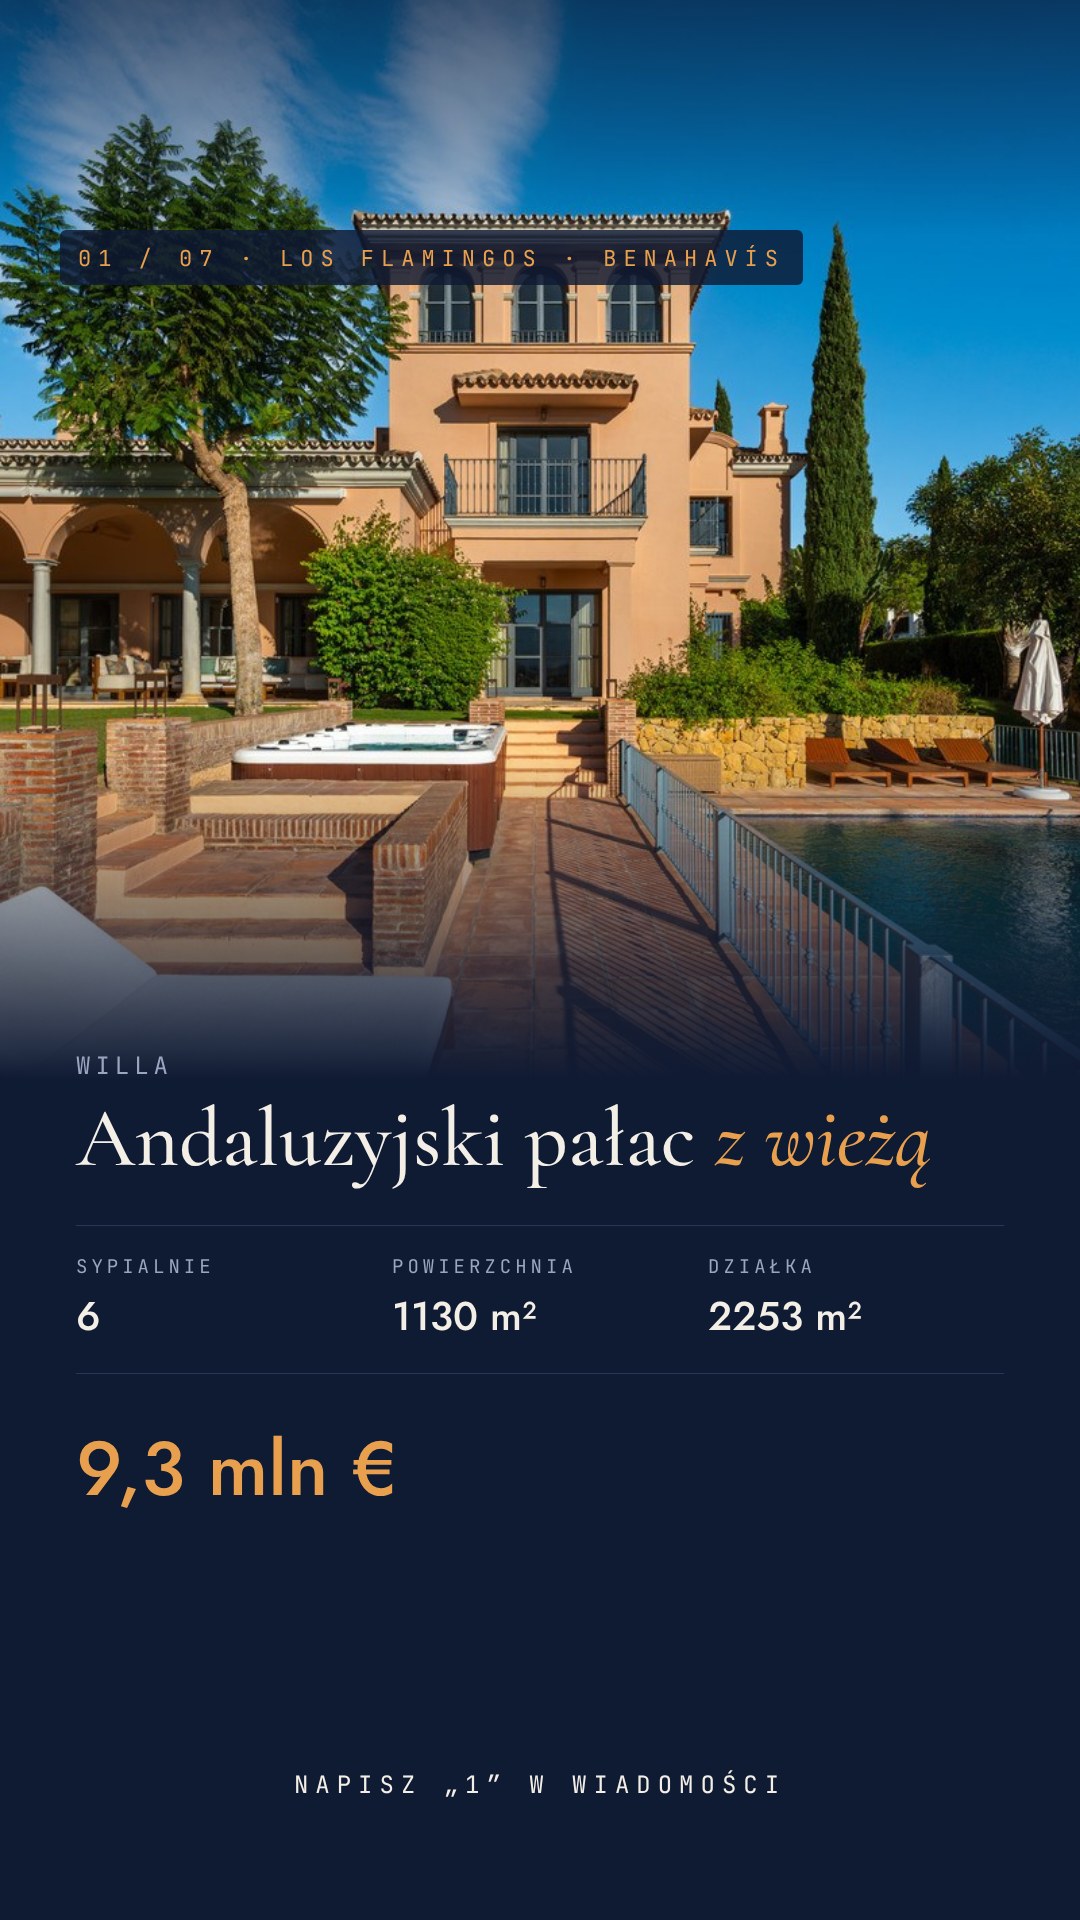 01 / 07 · LOS FLAMINGOS · BENAHAVÍS
WILLA
Andaluzyjski pałac z wieżą
SYPIALNIE POWIERZCHNIA DZIAŁKA
6 1130 m² 2253 m²
9,3 mln €
NAPISZ „1” W WIADOMOŚCI